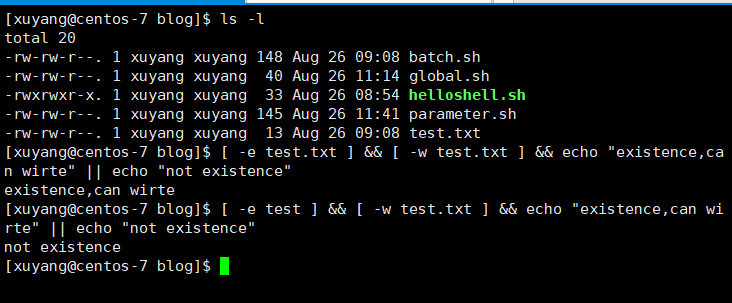 [xuyang@centos-7 blog]$ ls -l
total 20
-rw-rw-r--. 1 xuyang xuyang 148 Aug 26 09:08 batch.sh
-rw-rw-r--. 1 xuyang xuyang  40 Aug 26 11:14 global.sh
-rwxrwxr-x. 1 xuyang xuyang  33 Aug 26 08:54 helloshell.sh
-rw-rw-r--. 1 xuyang xuyang 145 Aug 26 11:41 parameter.sh
-rw-rw-r--. 1 xuyang xuyang  13 Aug 26 09:08 test.txt
[xuyang@centos-7 blog]$ [ -e test.txt ] && [ -w test.txt ] && echo "existence,ca
n wirte" || echo "not existence"
existence,can wirte
[xuyang@centos-7 blog]$ [ -e test ] && [ -w test.txt ] && echo "existence,can wi
rte" || echo "not existence"
not existence
[xuyang@centos-7 blog]$